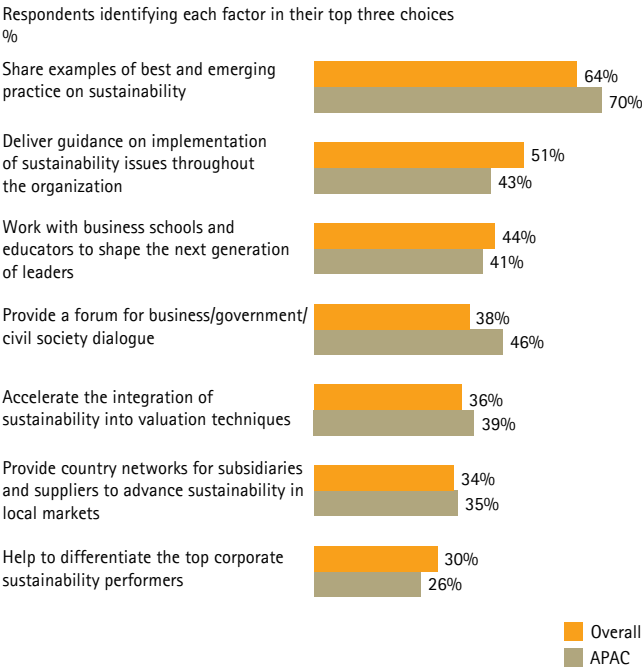 Respondents identifying each factor in their top three choices
%
Share examples of best and emerging
practice on sustainability
64%
70%
Deliver guidance on implementation
of sustainability issues throughout
the organization
51%
43%
Work with business schools and
educators to shape the next generation
of leaders
44%
41%
Provide a forum for business/government/
civil society dialogue
38%
46%
Accelerate the integration of
sustainability into valuation techniques
36%
39%
Provide country networks for subsidiaries
and suppliers to advance sustainability in
local markets
34%
35%
Help to differentiate the top corporate
sustainability performers
30%
26%
Overall
APAC